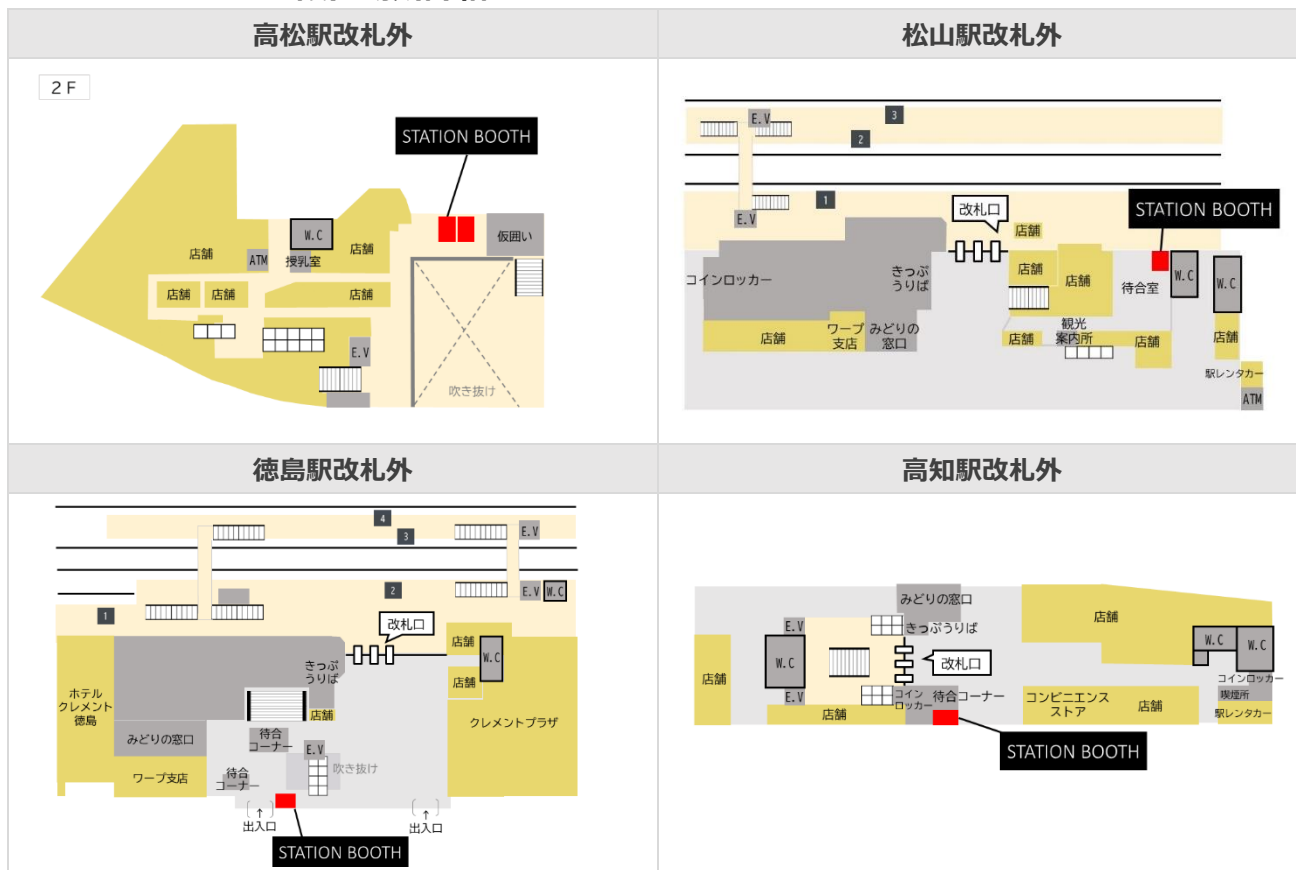 高松駅改札外
松山駅改札外
2F
STATION BOOTH
W.C
仮囲い
店舗
ATM
授乳室
店舗
店舗
店舗
店舗
E.V
吹き抜け
3
E.V
2
1
E.V
改札口
STATION BOOTH
店舗
コインロッカー
きっぷ
うりば
店舗
店舗
待合室
W.C
W.C
店舗
ワープ
支店
みどりの
窓口
店舗
観光
案内所
店舗
店舗
駅レンタカー
ATM
徳島駅改札外
高知駅改札外
4
3
E.V
2
E.V
W.C
1
改札口
店舗
W.C
きっぷ
うりば
店舗
ホテル
クレメント
徳島
店舗
クレメントプラザ
みどりの窓口
待合
コーナー
E.V
吹き抜け
ワープ支店
待合
コーナー
↑
出入口
↑
出入口
STATION BOOTH
みどりの窓口
E.V
きっぷうりば
店舗
W.C
W.C
W.C
改札口
店舗
E.V
コイン
ロッカー
待合コーナー
コインロッカー
喫煙所
店舗
コンビニエンス
ストア
店舗
駅レンタカー
STATION BOOTH